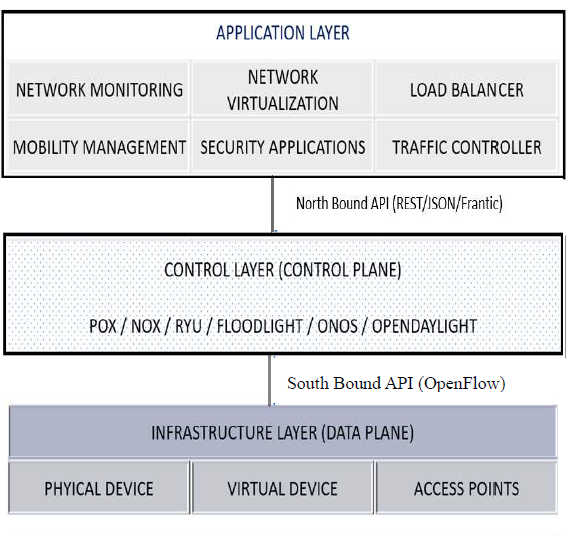 APPLICATION LAYER
NETWORK MONITORING
NETWORK
VIRTUALIZATION
LOAD BALANCER
MOBILITY MANAGEMENT
SECURITY APPLICATIONS
TRAFFIC CONTROLLER
North Bound API (REST/JSON/Frantic)
CONTROL LAYER (CONTROL PLANE)
POX / NOX / RYU / FLOODLIGHT / ONOS / OPENDAYLIGHT
South Bound API (OpenFlow)
INFRASTRUCTURE LAYER (DATA PLANE)
PHYICAL DEVICE
VIRTUAL DEVICE
ACCESS POINTS